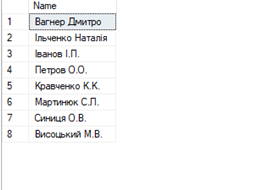 Name
1 Вагнер Дмитро
2 Ільченко Наталія
3 Іванов І.П.
4 Петров О.О.
5 Кравченко К.К.
6 Мартинюк С.Л.
7 Синиця О.В.
8 Висоцький М.В.